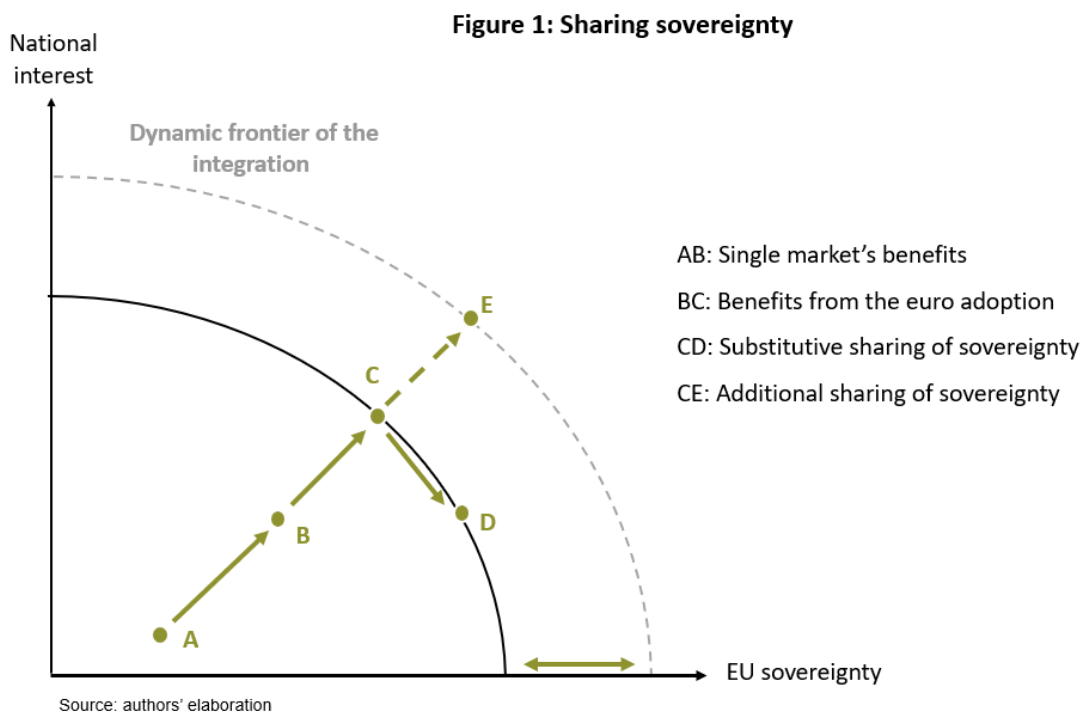 Figure 1: Sharing sovereignty
National
interest
Dynamic frontier of the
integration
E
C
B
D
A
AB: Single market’s benefits
BC: Benefits from the euro adoption
CD: Substitutive sharing of sovereignty
CE: Additional sharing of sovereignty
EU sovereignty
Source: authors’ elaboration